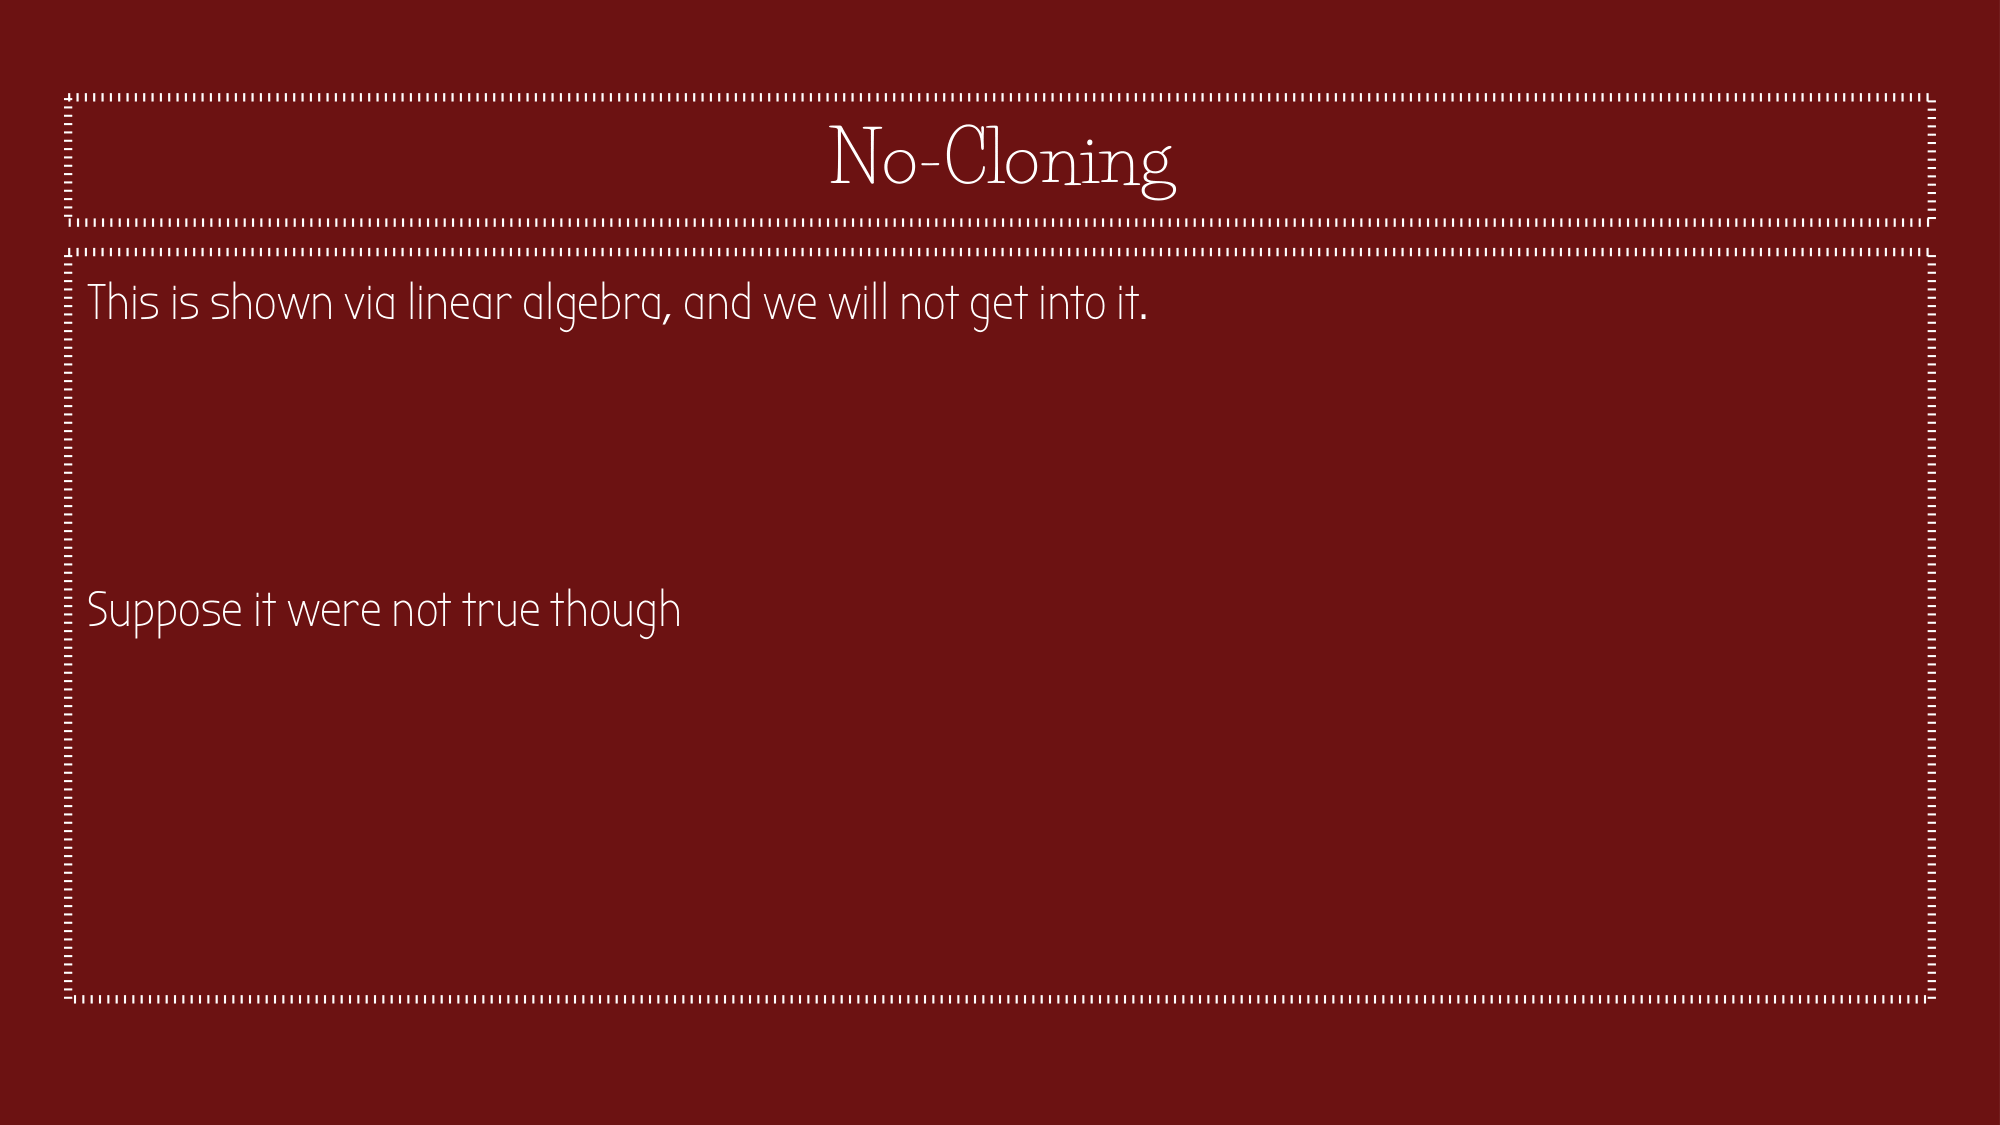 No-Cloning
This is shown via linear algebra, and we will not get into it.
Suppose it were not true though